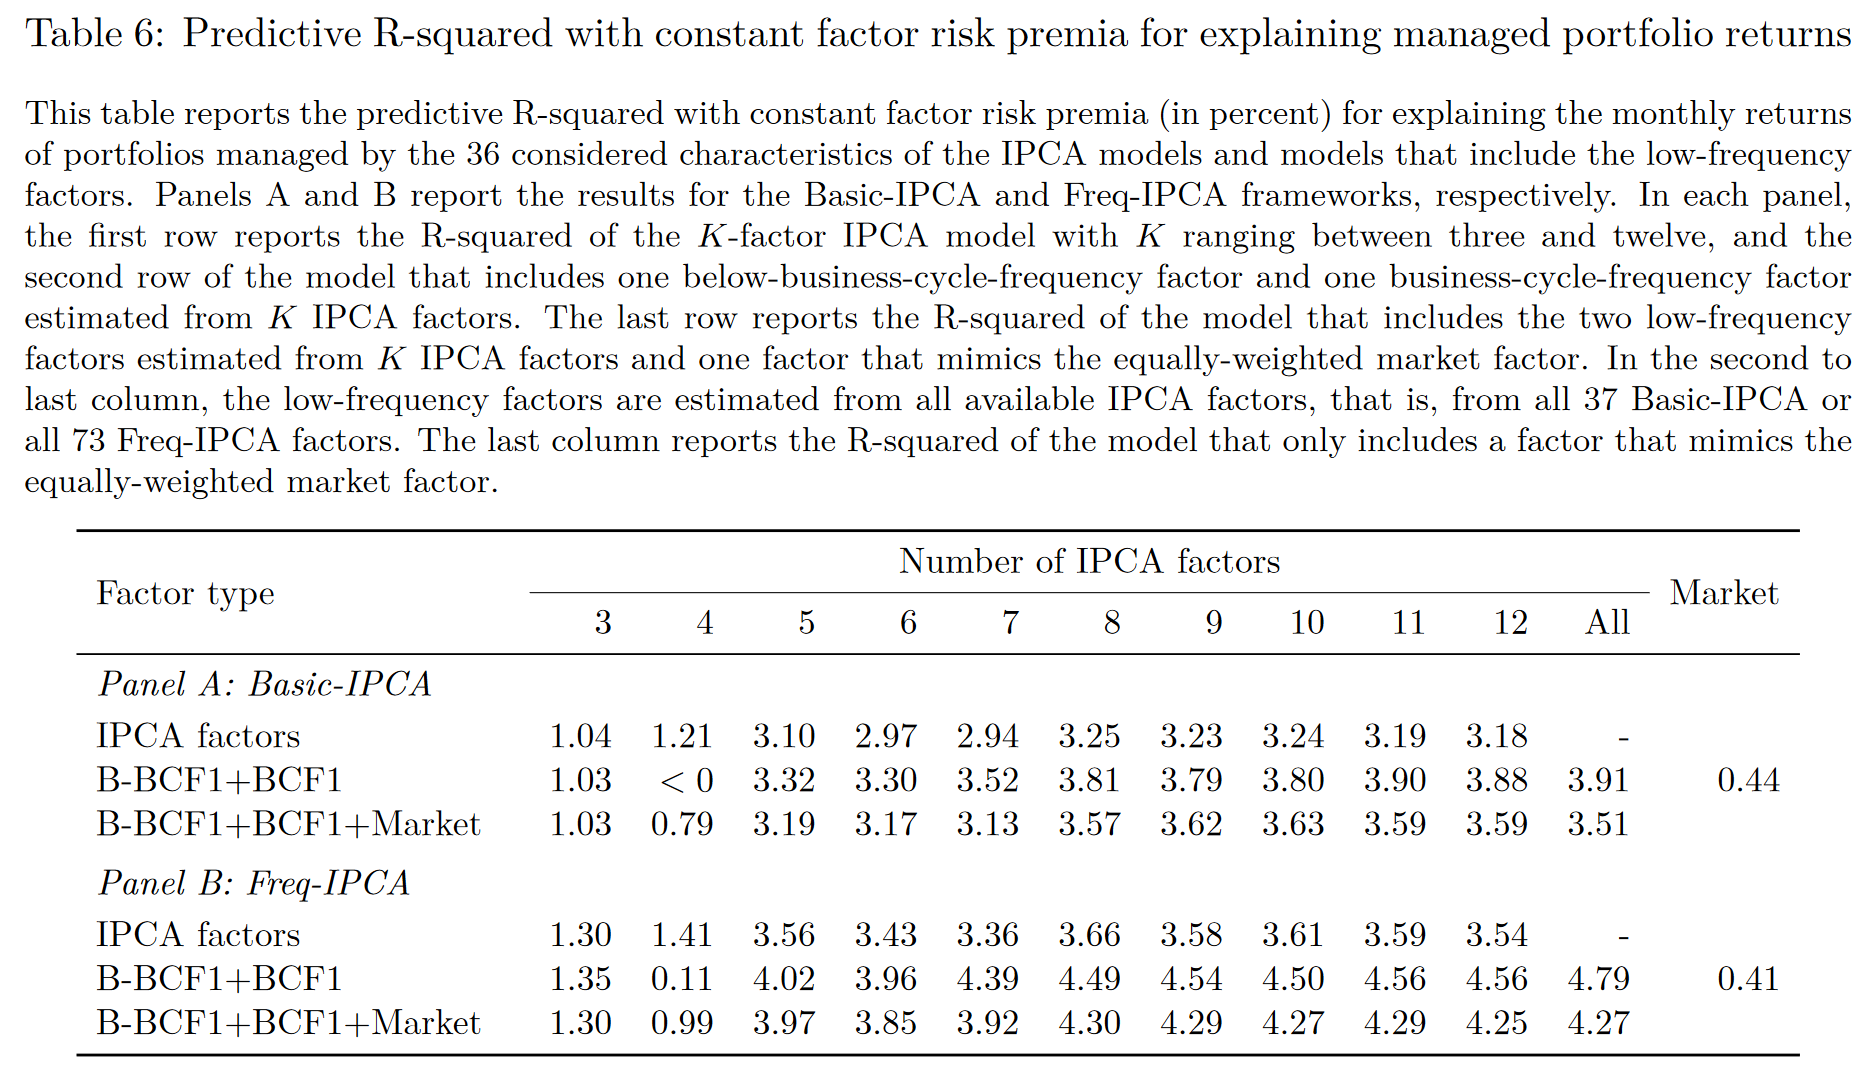 Table 6: Predictive R-squared with constant factor risk premia for explaining managed portfolio returns
This table reports the predictive R-squared with constant factor risk premia (in percent) for explaining the monthly returns
of portfolios managed by the 36 considered characteristics of the IPCA models and models that include the low-frequency
factors. Panels A and B report the results for the Basic-IPCA and Freq-IPCA frameworks, respectively. In each panel,
the first row reports the R-squared of the K-factor IPCA model with K ranging between three and twelve, and the
second row of the model that includes one below-business-cycle-frequency factor and one business-cycle-frequency factor
estimated from K IPCA factors. The last row reports the R-squared of the model that includes the two low-frequency
factors estimated from K IPCA factors and one factor that mimics the equally-weighted market factor. In the second to
last column, the low-frequency factors are estimated from all available IPCA factors, that is, from all 37 Basic-IPCA or
all 73 Freq-IPCA factors. The last column reports the R-squared of the model that only includes a factor that mimics the
equally-weighted market factor.
Factor type Number of IPCA factors Market
3 4 5 6 7 8 9 10 11 12 All
Panel A: Basic-IPCA
IPCA factors 1.04 1.21 3.10 2.97 2.94 3.25 3.23 3.24 3.19 3.18 -
B-BCF1+BCF1 1.03 < 0 3.32 3.30 3.52 3.81 3.79 3.80 3.90 3.88 3.91 0.44
B-BCF1+BCF1+Market 1.03 0.79 3.19 3.17 3.13 3.57 3.62 3.63 3.59 3.59 3.51
Panel B: Freq-IPCA
IPCA factors 1.30 1.41 3.56 3.43 3.36 3.66 3.58 3.61 3.59 3.54 -
B-BCF1+BCF1 1.35 0.11 4.02 3.96 4.39 4.49 4.54 4.50 4.56 4.56 4.79 0.41
B-BCF1+BCF1+Market 1.30 0.99 3.97 3.85 3.92 4.30 4.29 4.27 4.29 4.25 4.27